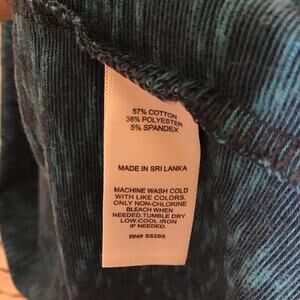 57% COTTON
38% POLYESTER
5% SPANDEX
MADE IN SRI LANKA
MACHINE WASH COLD
WITH LIKE COLORS.
ONLY NON-CHLORINE
BLEACH WHEN
NEEDED.TUMBLE DRY
LOW.COOL IRON
IF NEEDED.
RN# 55285